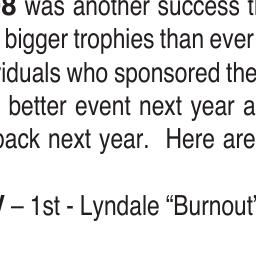 8 was another success
bigger trophies than ever
who sponsored the
better event next year a
back next year. Here are
– 1st - Lyndale “Burnout”